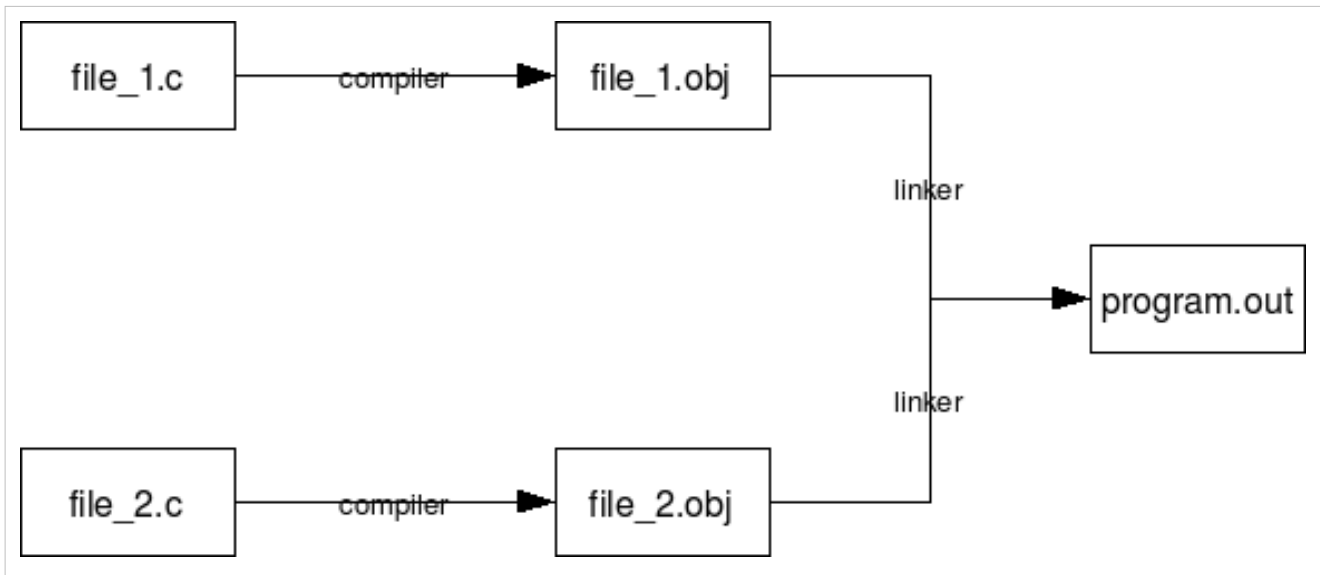 file_1.c
compiler
file_1.obj
linker
program.out
linker
file_2.c
compiler
file_2.obj